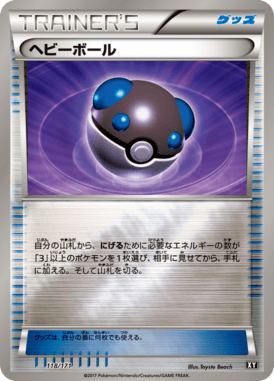 TRAINER'S グッズ
ヘビーボール
自分の山札から、にげるために必要なエネルギーの数が
「3」以上のポケモンを1枚選び、相手に見せてから、手札
に加える。そして山札を切る。
グッズは、自分の番に何枚でも使える。
118/171 Illus.Toyste Beach XY
©2017 Pokémon/Nintendo/Creatures/GAME FREAK.